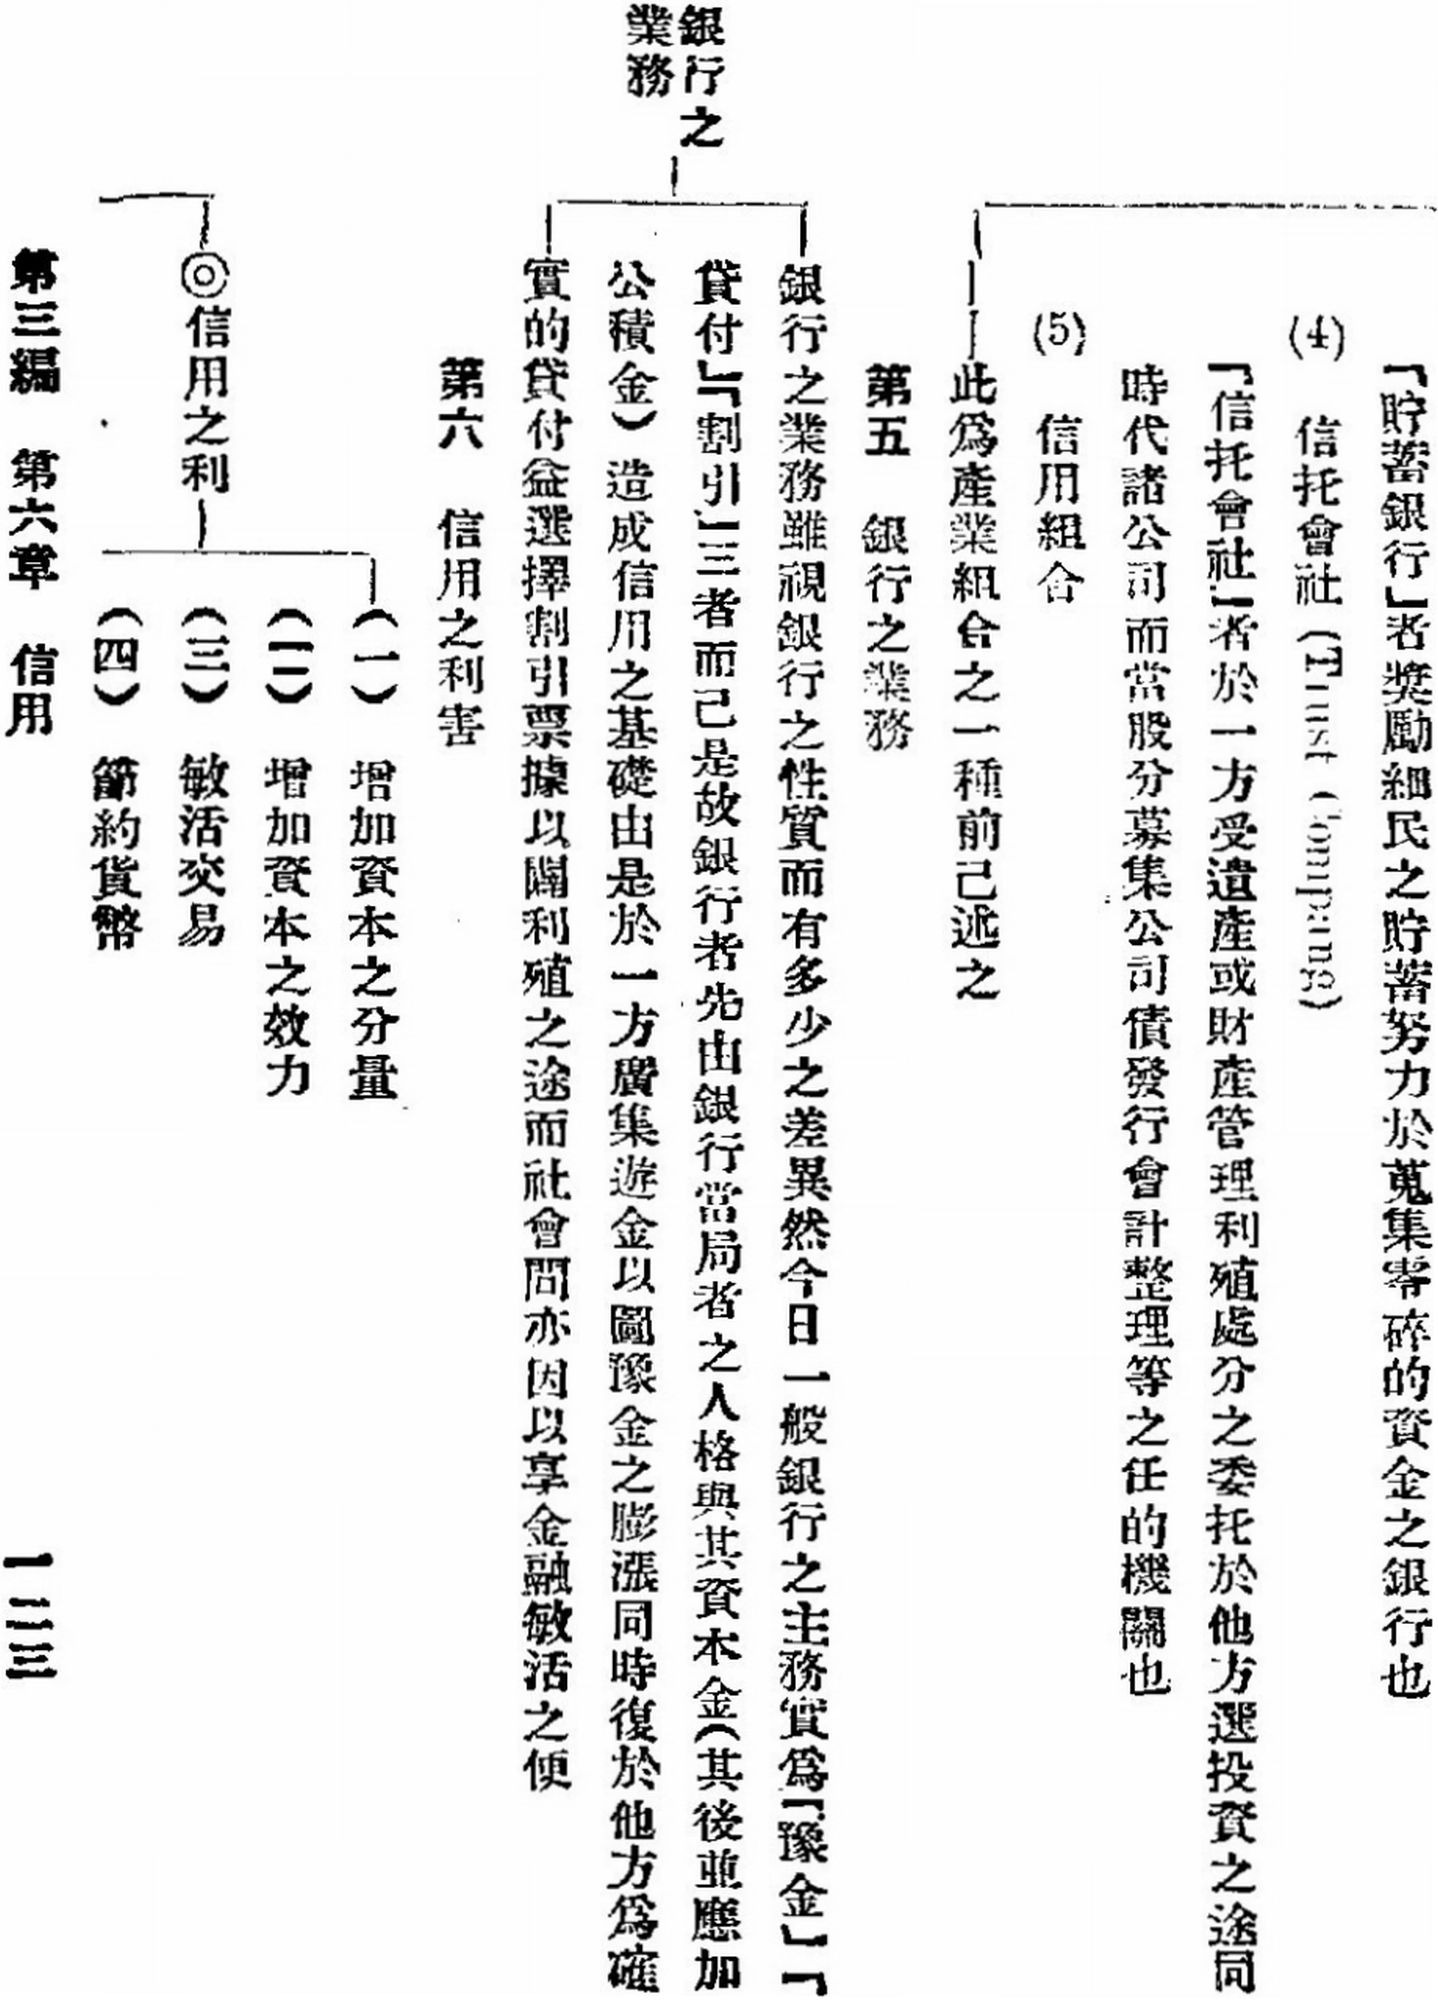 『貯蓄銀行』者獎勵細民之貯蓄努力於蒐集零碎的資金之銀行也
(4) 信托會社(Trust Company)
『信托會社』者於一方受遺產或財產管理利殖處分之委托於他方選投資之途同
時代諸公司而當股分募集公司債發行會計整理等之任的機關也
(5) 信用組合
此爲產業組合之一種前己述之
第五 銀行之業務
銀行之
業務
銀行之業務雖視銀行之性質而有多少之差異然今日一般銀行之主務實爲『豫金』『
貸付』『割引』三者而己是故銀行者先由銀行當局者之人格與其資本金(其後並應加
公積金)造成信用之基礎由是於一方廣集遊金以圖豫金之膨漲同時復於他方爲確
實的貸付益選擇割引票據以闢利殖之途而社會間亦因以享金融敏活之便
第六 信用之利害
◎信用之利
(一) 增加資本之分量
(二) 增加資本之效力
(三) 敏活交易
(四) 節約貨幣
第三編 第六章 信用
一二三